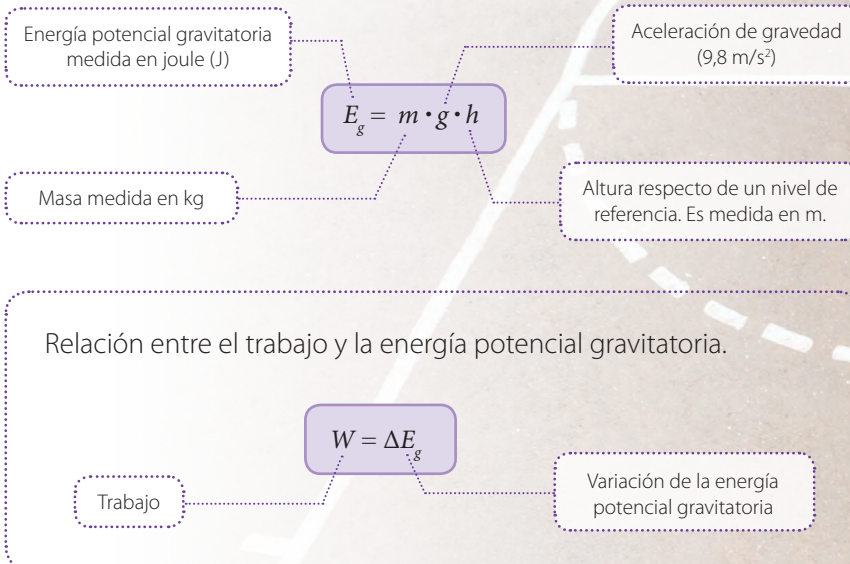 Energía potencial gravitatoria
medida en joule (J)
Aceleración de gravedad
(9,8 m/s²)
E_g = m · g · h
Masa medida en kg
Altura respecto de un nivel de
referencia. Es medida en m.
Relación entre el trabajo y la energía potencial gravitatoria.
W = ΔE_g
Trabajo
Variación de la energía
potencial gravitatoria